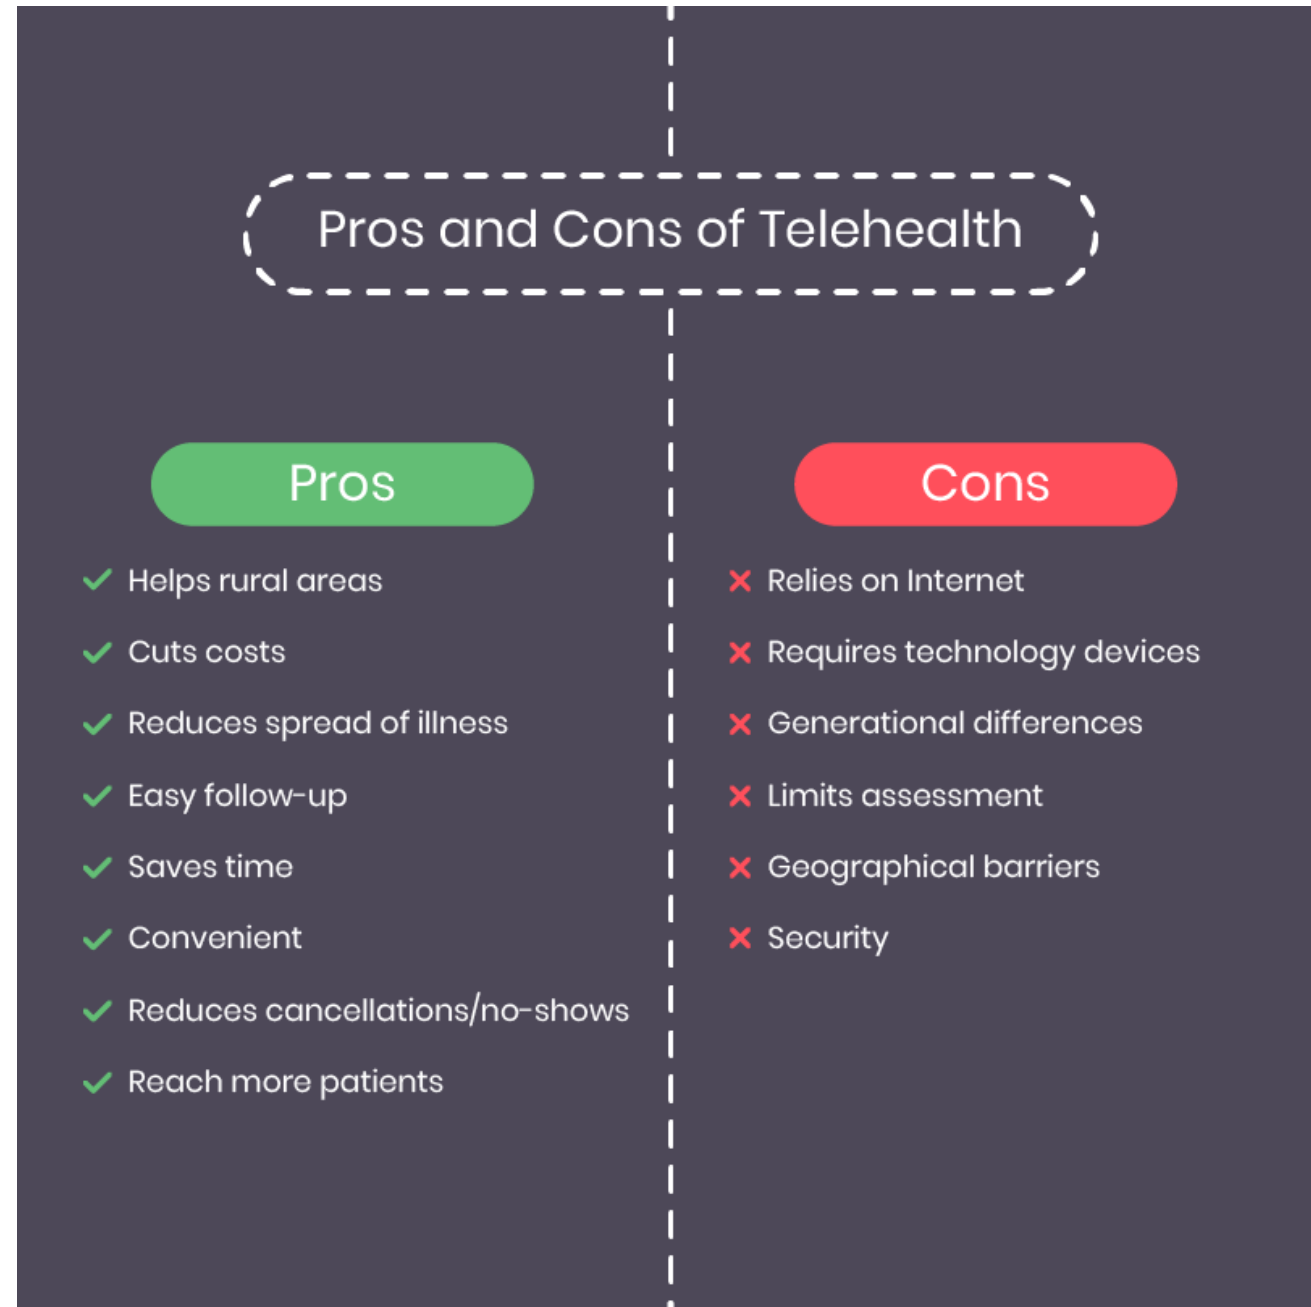 Pros and Cons of Telehealth
Pros
Helps rural areas
Cuts costs
Reduces spread of illness
Easy follow-up
Saves time
Convenient
Reduces cancellations/no-shows
Reach more patients
Cons
Relies on Internet
Requires technology devices
Generational differences
Limits assessment
Geographical barriers
Security